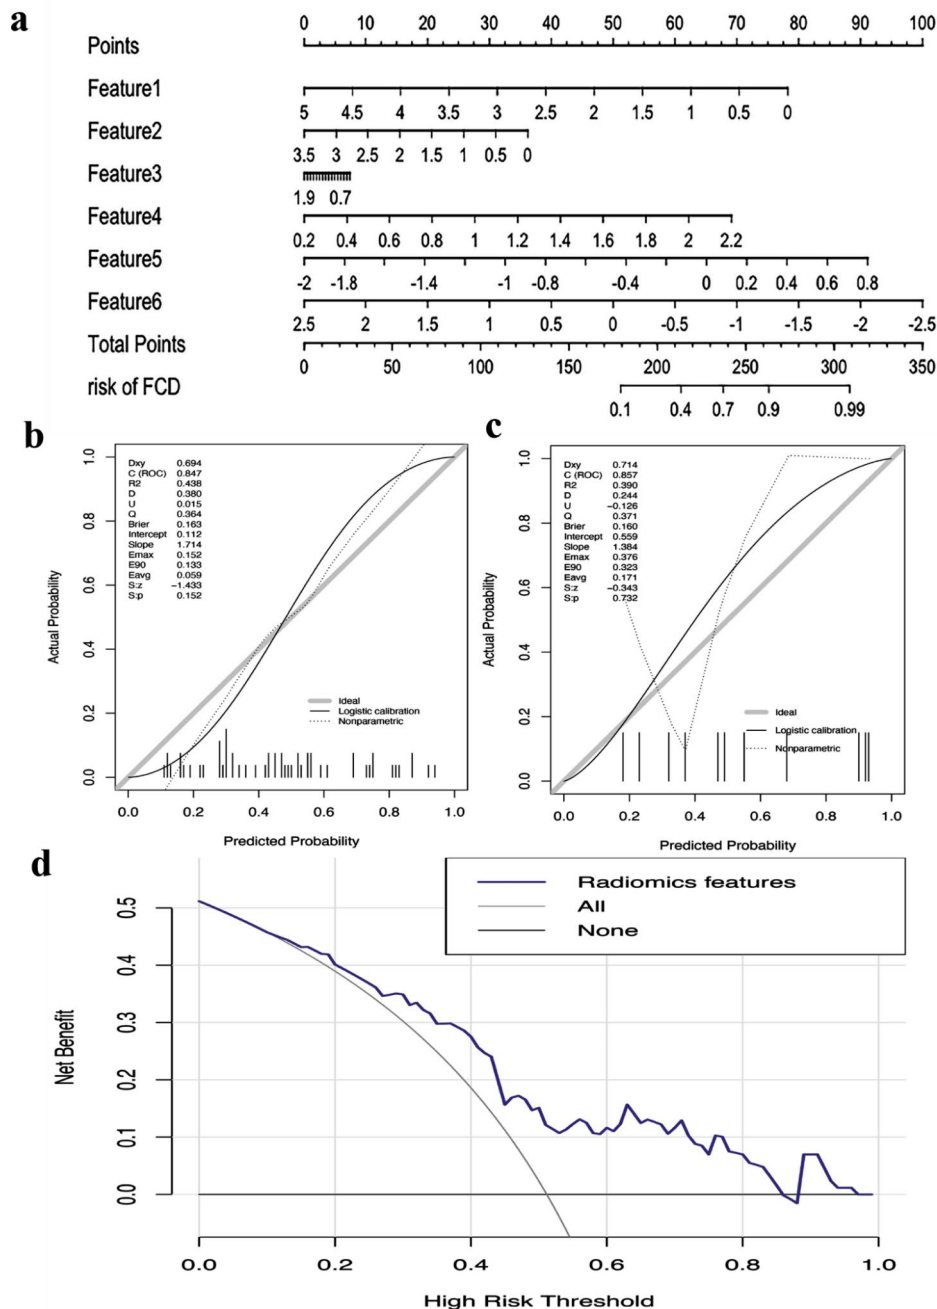 a
0 10 20 30 40 50 60 70 80 90 100
Points
Feature1
5 4.5 4 3.5 3 2.5 2 1.5 1 0.5 0
Feature2
3.5 3 2.5 2 1.5 1 0.5 0
Feature3
1.9 0.7
Feature4
0.2 0.4 0.6 0.8 1 1.2 1.4 1.6 1.8 2 2.2
Feature5
-2 -1.8 -1.4 -1 -0.8 -0.4 0 0.2 0.4 0.6 0.8
Feature6
2.5 2 1.5 1 0.5 0 -0.5 -1 -1.5 -2 -2.5
Total Points
0 50 100 150 200 250 300 350
risk of FCD
0.1 0.4 0.7 0.9 0.99
b
Dxy 0.694
C (ROC) 0.847
R2 0.438
D 0.380
U 0.015
Q 0.364
Brier 0.163
Intercept 0.112
Slope 1.714
Emax 0.152
E90 0.133
Eavg 0.059
S:z -1.433
S:p 0.152
1.0
0.8
0.6
0.4
0.2
0.0
Actual Probability
Ideal
Logistic calibration
Nonparametric
0.0 0.2 0.4 0.6 0.8 1.0
Predicted Probability
c
Dxy 0.714
C (ROC) 0.857
R2 0.390
D 0.244
U -0.126
Q 0.371
Brier 0.160
Intercept 0.559
Slope 1.384
Emax 0.376
E90 0.323
Eavg 0.171
S:z -0.343
S:p 0.732
1.0
0.8
0.6
0.4
0.2
0.0
Actual Probability
Ideal
Logistic calibration
Nonparametric
0.0 0.2 0.4 0.6 0.8 1.0
Predicted Probability
d
Radiomics features
All
None
0.5
0.4
0.3
0.2
0.1
0.0
Net Benefit
0.0 0.2 0.4 0.6 0.8 1.0
High Risk Threshold